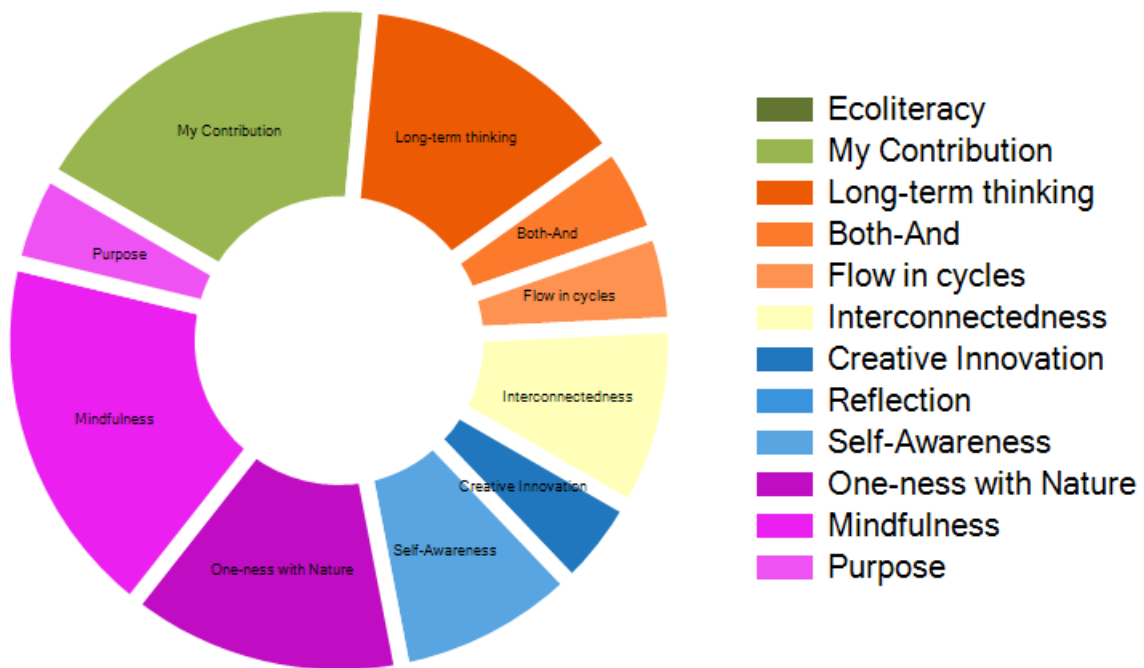 My Contribution
Long-term thinking
Both-And
Purpose
Flow in cycles
Interconnectedness
Mindfulness
Creative Innovation
Self-Awareness
One-ness with Nature
Ecoliteracy
My Contribution
Long-term thinking
Both-And
Flow in cycles
Interconnectedness
Creative Innovation
Reflection
Self-Awareness
One-ness with Nature
Mindfulness
Purpose